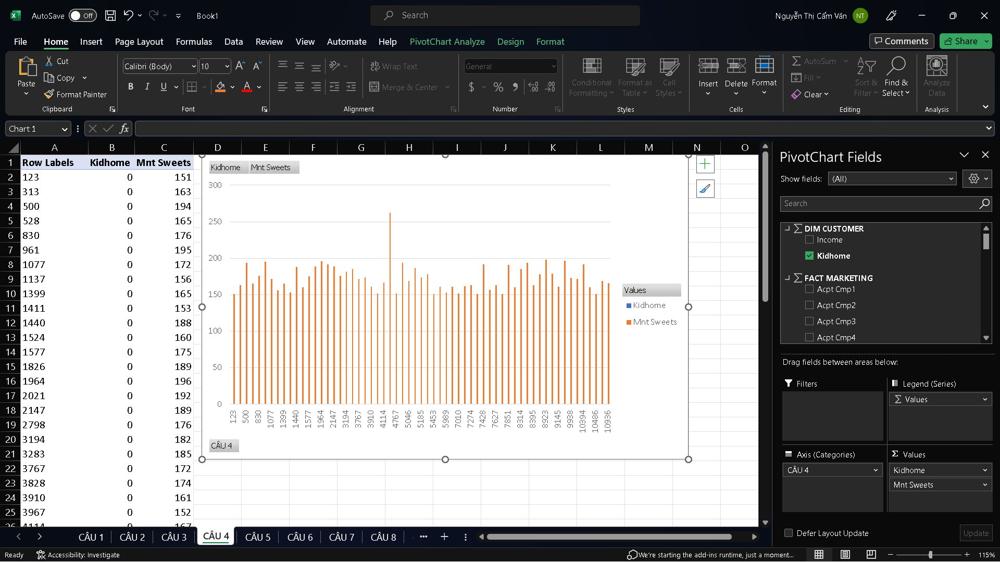 AutoSave Off Book1 Search Nguyễn Thị Cẩm Vân NT
File Home Insert Page Layout Formulas Data Review View Automate Help PivotChart Analyze Design Format Comments Share
Paste Cut Copy Format Painter Clipboard
Calibri (Body) 10 B I U A Font
Wrap Text Merge & Center Alignment
General $ % Number
Conditional Formatting Format as Table Cell Styles Styles
Insert Delete Format Cells
AutoSum Fill Clear Sort & Filter Find & Select Editing
Analyze Data Analysis
Chart 1 fx
A B C D E F G H I J K L M N O
1 Row Labels Kidhome Mnt Sweets
2 123 0 151
3 313 0 163
4 500 0 194
5 528 0 165
6 830 0 176
7 961 0 195
8 1077 0 172
9 1137 0 156
10 1399 0 165
11 1411 0 153
12 1440 0 188
13 1524 0 160
14 1577 0 175
15 1826 0 189
16 1964 0 196
17 2021 0 192
18 2147 0 189
19 2798 0 176
20 3194 0 182
21 3283 0 185
22 3767 0 172
23 3828 0 174
24 3910 0 161
25 3967 0 152
26 4114 0 167
Kidhome Mnt Sweets
300
250
200
150
100
50
0
123 500 830 1077 1399 1440 1577 1964 2147 3194 3767 3910 4114 4767 5046 5185 5453 5989 7010 7274 7428 7627 7851 8314 8395 8923 9145 9938 10394 10486 10936
Values
Kidhome
Mnt Sweets
CÂU 4
PivotChart Fields
Show fields: (All)
Search
DIM CUSTOMER
Income
Kidhome
FACT MARKETING
Acpt Cmp1
Acpt Cmp2
Acpt Cmp3
Acpt Cmp4
Drag fields between areas below:
Filters Legend (Series)
Values
Axis (Categories) Values
CÂU 4 Kidhome
Mnt Sweets
Defer Layout Update Update
CÂU 1 CÂU 2 CÂU 3 CÂU 4 CÂU 5 CÂU 6 CÂU 7 CÂU 8 ...
Ready Accessibility: Investigate We're starting the add-ins runtime, just a moment... 115%